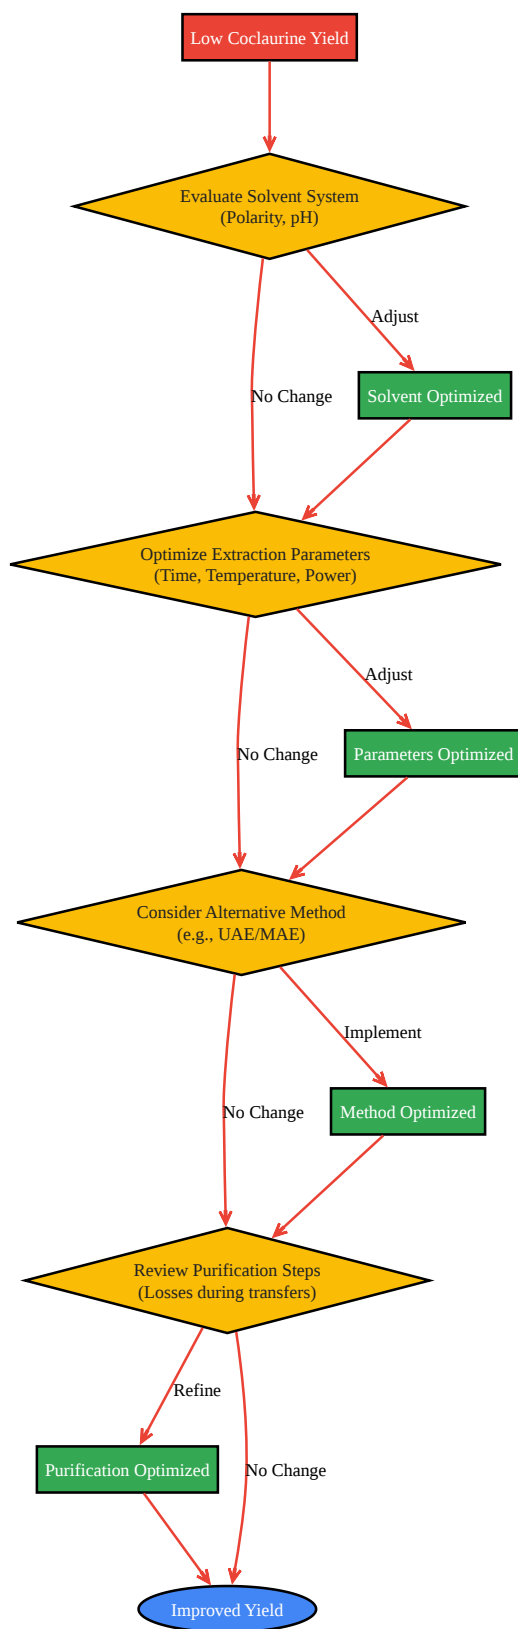 Low Coclaurine Yield
Evaluate Solvent System
(Polarity, pH)
Adjust
No Change
Solvent Optimized
Optimize Extraction Parameters
(Time, Temperature, Power)
Adjust
No Change
Parameters Optimized
Consider Alternative Method
(e.g., UAE/MAE)
Implement
No Change
Method Optimized
Review Purification Steps
(Losses during transfers)
Refine
Purification Optimized
No Change
Improved Yield